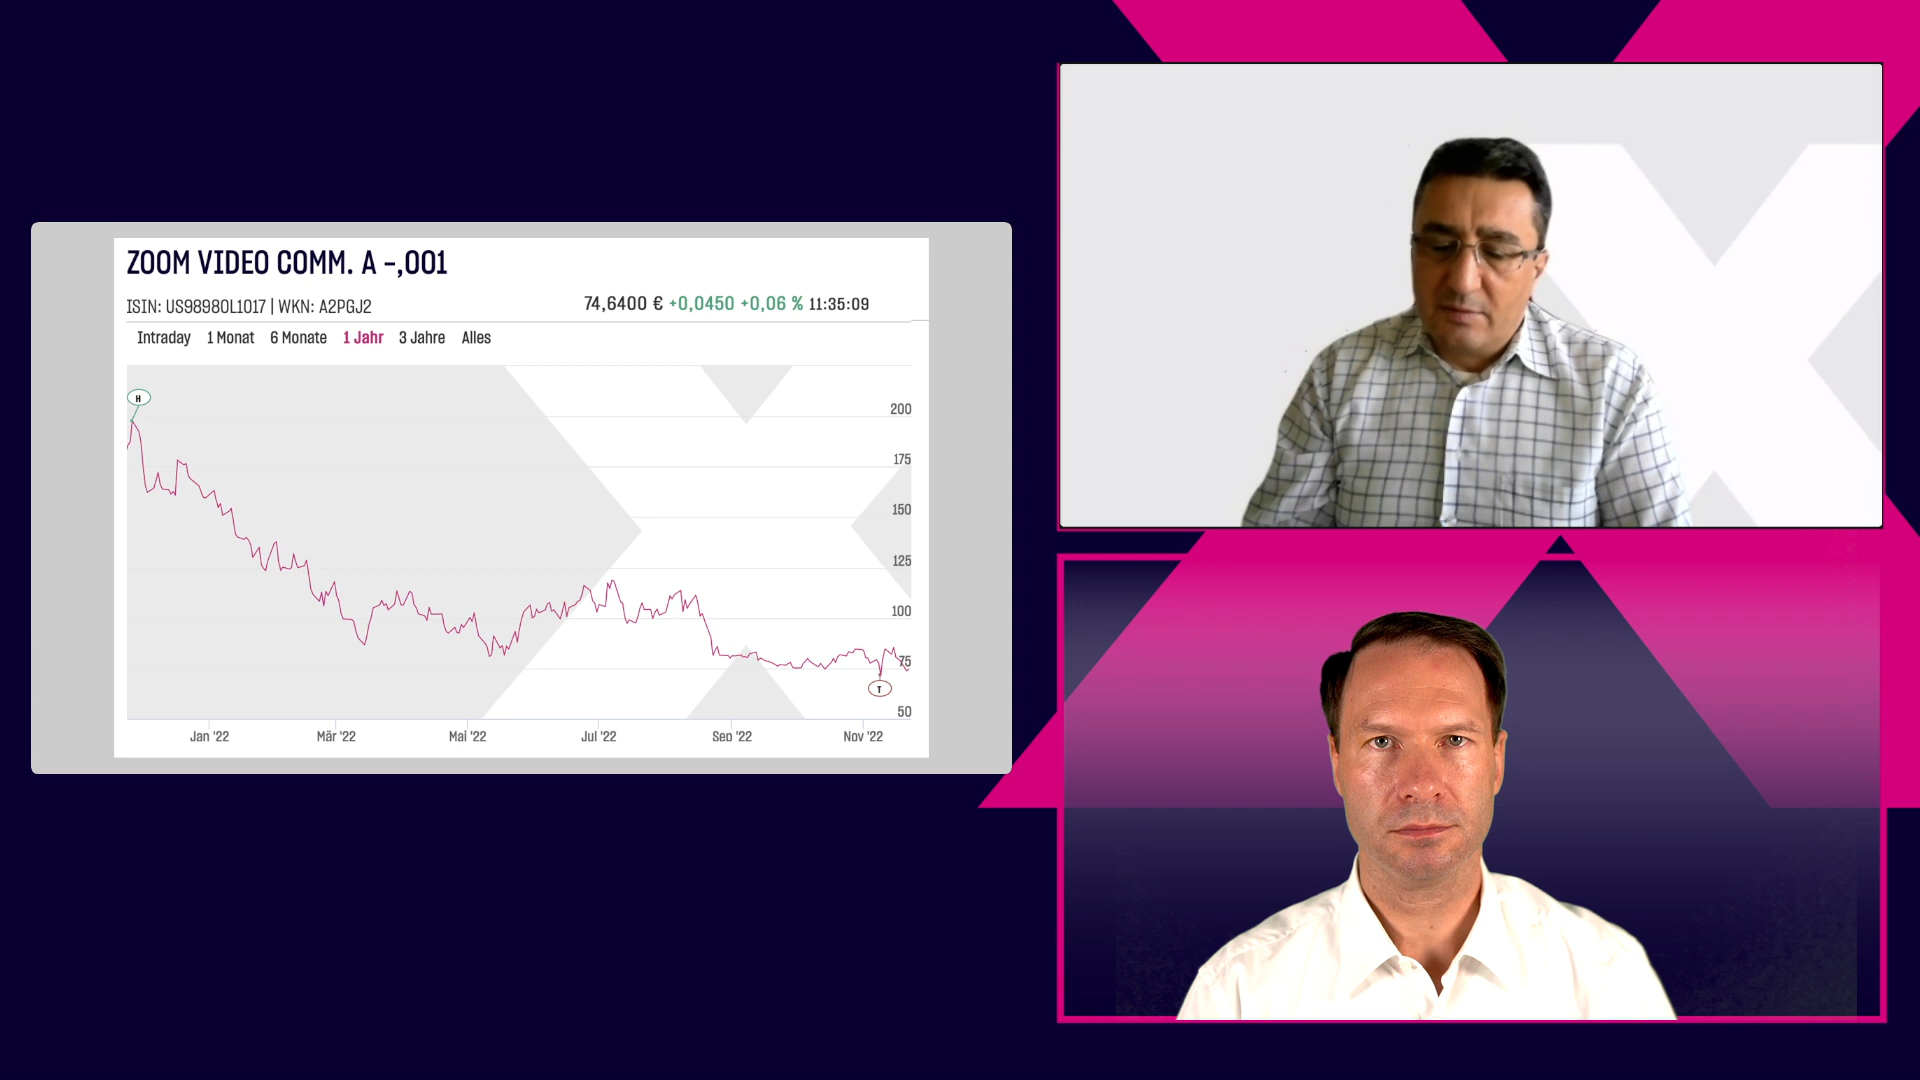 ZOOM VIDEO COMM. A -,001
ISIN: US98980L1017 | WKN: A2PGJ2
74,6400 € +0,0450 +0,06 % 11:35:09
Intraday 1 Monat 6 Monate 1 Jahr 3 Jahre Alles
H
200
175
150
125
100
75
T
50
Jan '22 Mär '22 Mai '22 Jul '22 Sep '22 Nov '22